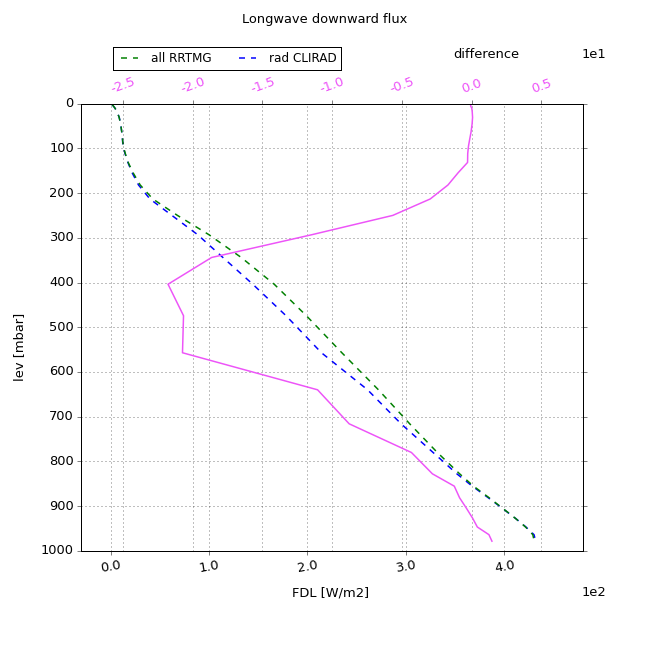 Longwave downward flux
all RRTMG rad CLIRAD difference 1e1
-2.5 -2.0 -1.5 -1.0 -0.5 0.0 0.5
0
100
200
300
400
500
600
700
800
900
1000
lev [mbar]
0.0 1.0 2.0 3.0 4.0
FDL [W/m2] 1e2